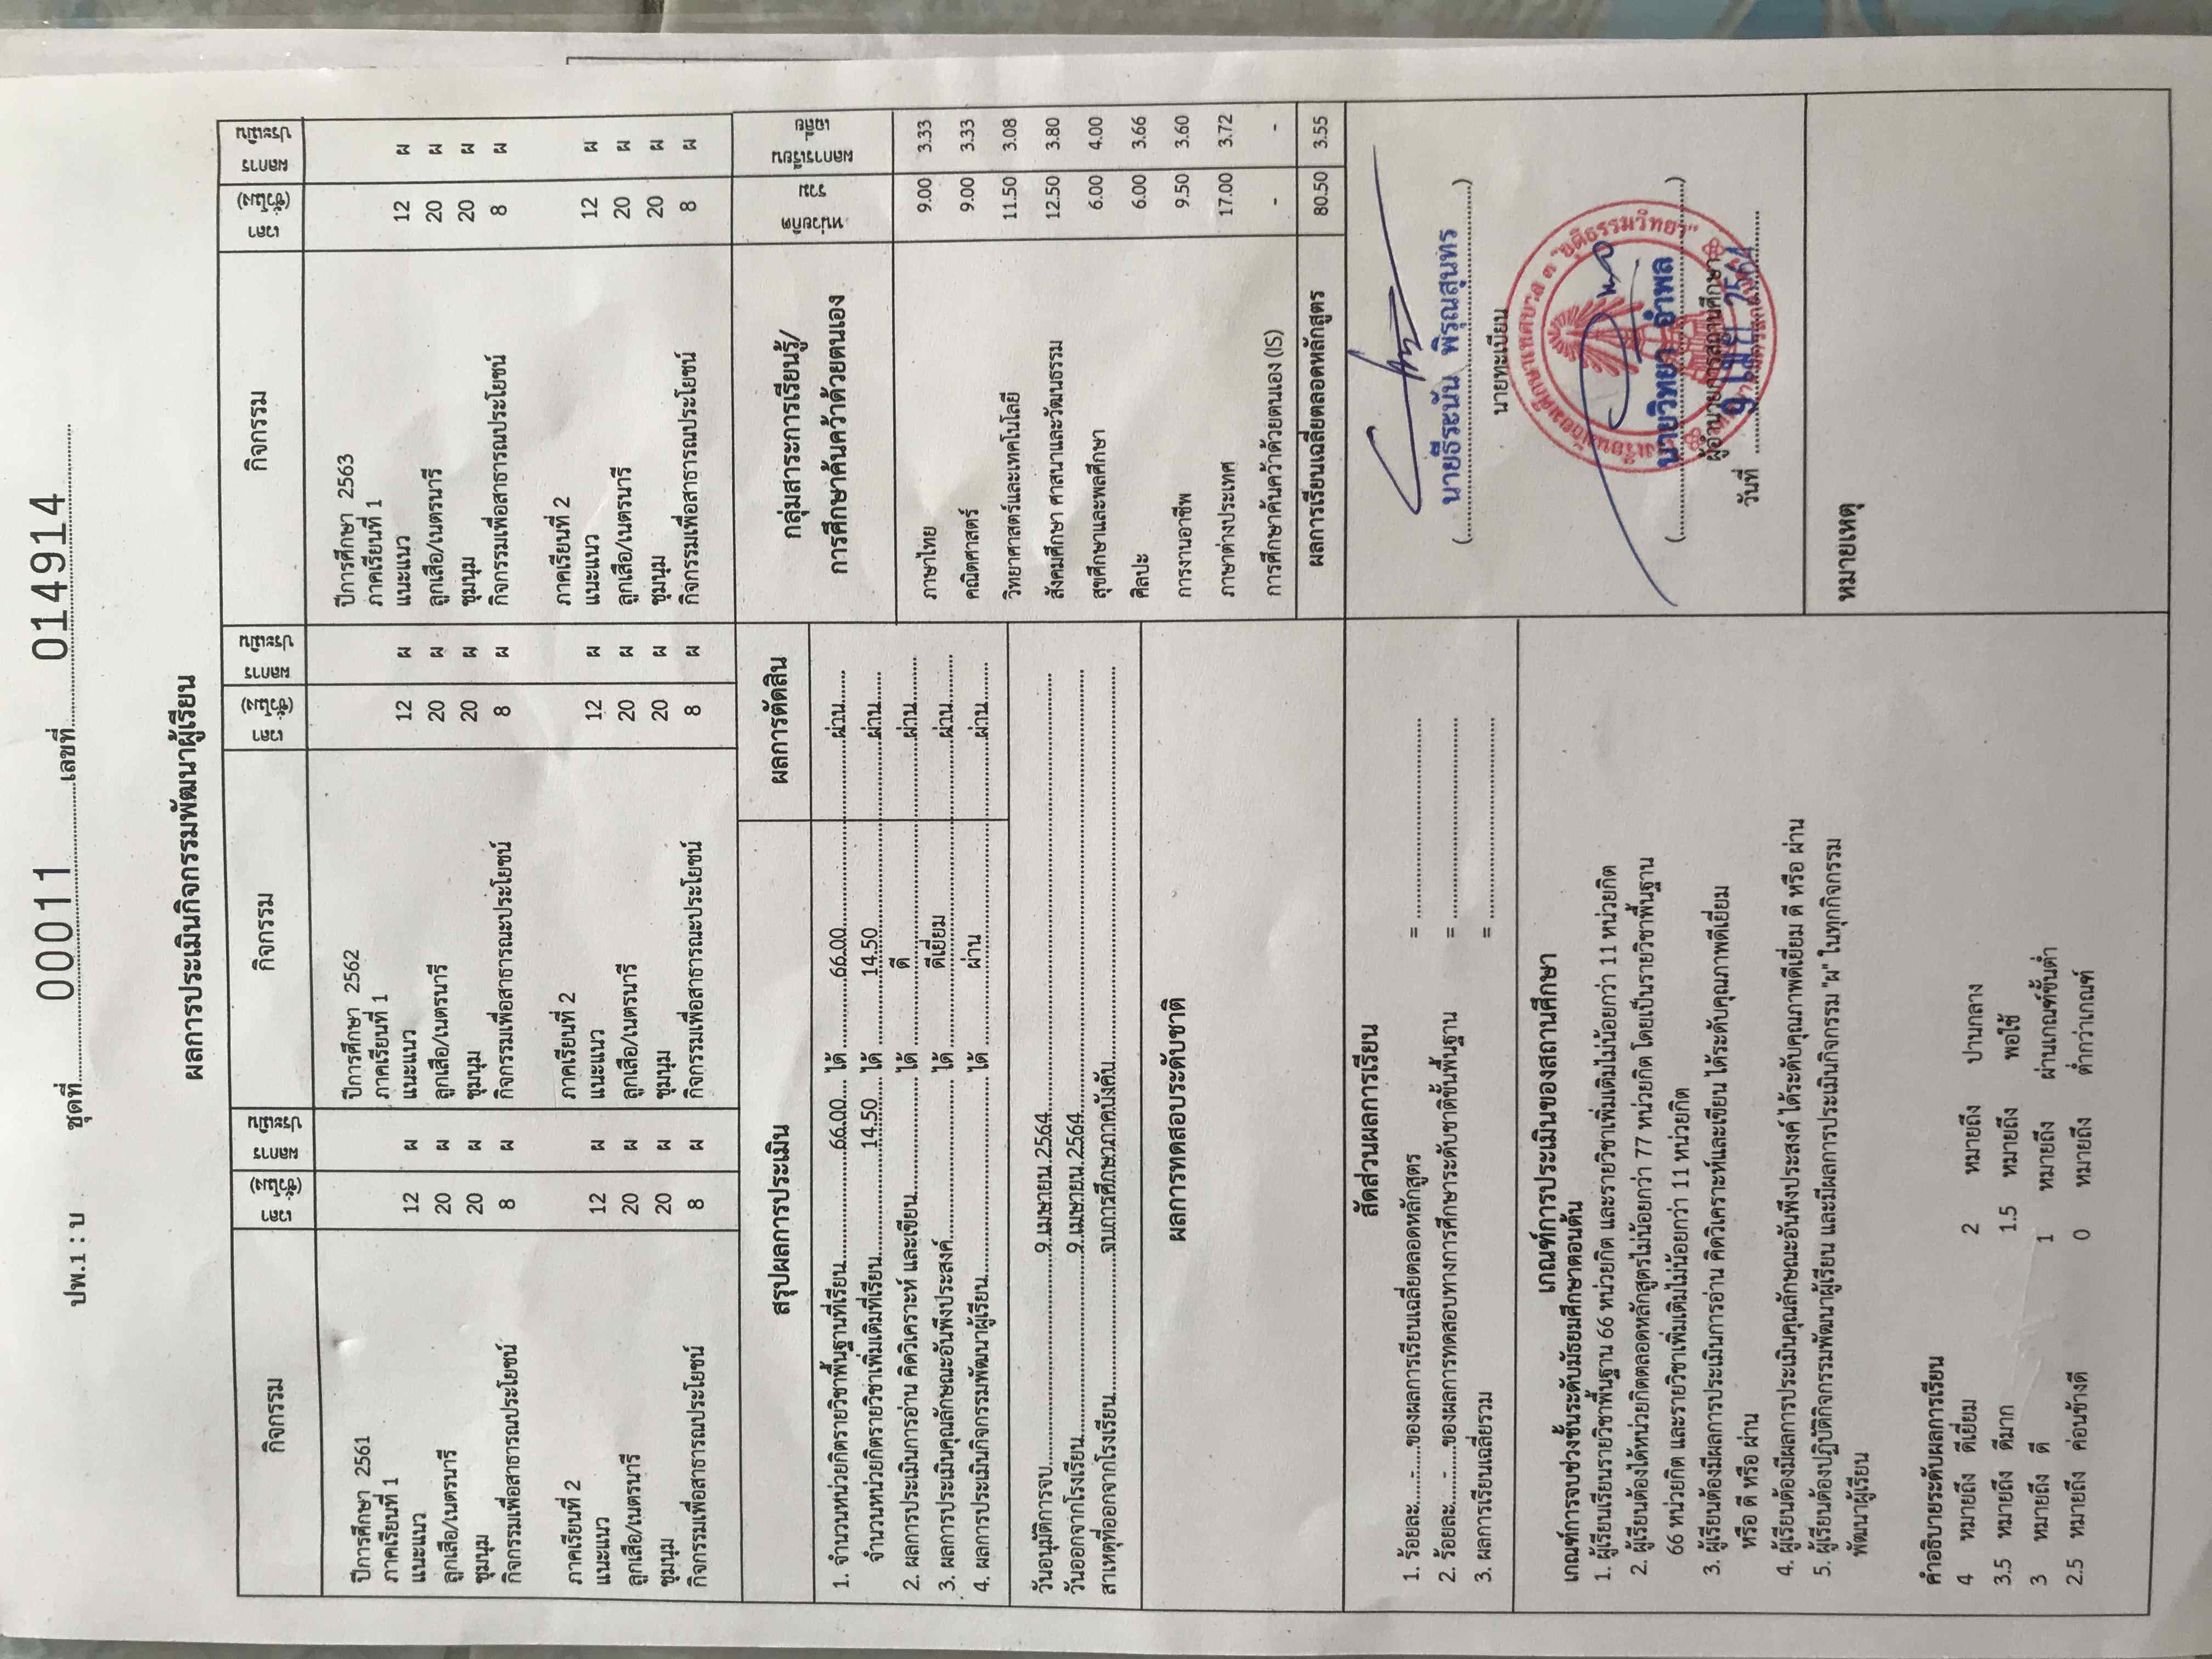 ปพ.1 : บ ชุดที่ 00011 เลขที่ 014914
ผลการประเมินกิจกรรมพัฒนาผู้เรียน
กิจกรรม เวลา (ชั่วโมง) ผลการประเมิน กิจกรรม เวลา (ชั่วโมง) ผลการประเมิน กิจกรรม เวลา (ชั่วโมง) ผลการประเมิน
ปีการศึกษา 2561 ปีการศึกษา 2562 ปีการศึกษา 2563
ภาคเรียนที่ 1 ภาคเรียนที่ 1 ภาคเรียนที่ 1
แนะแนว 12 ผ แนะแนว 12 ผ แนะแนว 12 ผ
ลูกเสือ/เนตรนารี 20 ผ ลูกเสือ/เนตรนารี 20 ผ ลูกเสือ/เนตรนารี 20 ผ
ชุมนุม 20 ผ ชุมนุม 20 ผ ชุมนุม 20 ผ
กิจกรรมเพื่อสาธารณประโยชน์ 8 ผ กิจกรรมเพื่อสาธารณะประโยชน์ 8 ผ กิจกรรมเพื่อสาธารณประโยชน์ 8 ผ
ภาคเรียนที่ 2 ภาคเรียนที่ 2 ภาคเรียนที่ 2
แนะแนว 12 ผ แนะแนว 12 ผ แนะแนว 12 ผ
ลูกเสือ/เนตรนารี 20 ผ ลูกเสือ/เนตรนารี 20 ผ ลูกเสือ/เนตรนารี 20 ผ
ชุมนุม 20 ผ ชุมนุม 20 ผ ชุมนุม 20 ผ
กิจกรรมเพื่อสาธารณประโยชน์ 8 ผ กิจกรรมเพื่อสาธารณะประโยชน์ 8 ผ กิจกรรมเพื่อสาธารณประโยชน์ 8 ผ
สรุปผลการประเมิน ผลการตัดสิน
1. จำนวนหน่วยกิตรายวิชาพื้นฐานที่เรียน 66.00 ได้ 66.00 ผ่าน
จำนวนหน่วยกิตรายวิชาเพิ่มเติมที่เรียน 14.50 ได้ 14.50 ผ่าน
2. ผลการประเมินการอ่าน คิดวิเคราะห์ และเขียน ได้ ดี ผ่าน
3. ผลการประเมินคุณลักษณะอันพึงประสงค์ ได้ ดีเยี่ยม ผ่าน
4. ผลการประเมินกิจกรรมพัฒนาผู้เรียน ได้ ผ่าน ผ่าน
วันอนุมัติการจบ 9 เมษายน 2564
วันออกจากโรงเรียน 9 เมษายน 2564
สาเหตุที่ออกจากโรงเรียน จบการศึกษาภาคบังคับ
ผลการทดสอบระดับชาติ
กลุ่มสาระการเรียนรู้/ หน่วยกิต ผลการเรียน
การศึกษาค้นคว้าด้วยตนเอง รวม เฉลี่ย
ภาษาไทย 9.00 3.33
คณิตศาสตร์ 9.00 3.33
วิทยาศาสตร์และเทคโนโลยี 11.50 3.08
สังคมศึกษา ศาสนาและวัฒนธรรม 12.50 3.80
สุขศึกษาและพลศึกษา 6.00 4.00
ศิลปะ 6.00 3.66
การงานอาชีพ 9.50 3.60
ภาษาต่างประเทศ 17.00 3.72
การศึกษาค้นคว้าด้วยตนเอง (IS) - -
ผลการเรียนเฉลี่ยตลอดหลักสูตร 80.50 3.55
สัดส่วนผลการเรียน
1. ร้อยละ....-....ของผลการเรียนเฉลี่ยตลอดหลักสูตร =
2. ร้อยละ....-....ของผลการทดสอบทางการศึกษาระดับชาติขั้นพื้นฐาน =
3. ผลการเรียนเฉลี่ยรวม =
เกณฑ์การประเมินของสถานศึกษา
เกณฑ์การจบช่วงชั้นระดับมัธยมศึกษาตอนต้น
1. ผู้เรียนเรียนรายวิชาพื้นฐาน 66 หน่วยกิต และรายวิชาเพิ่มเติมไม่น้อยกว่า 11 หน่วยกิต
2. ผู้เรียนต้องได้หน่วยกิตตลอดหลักสูตรไม่น้อยกว่า 77 หน่วยกิต โดยเป็นรายวิชาพื้นฐาน
66 หน่วยกิต และรายวิชาเพิ่มเติมไม่น้อยกว่า 11 หน่วยกิต
3. ผู้เรียนต้องมีผลการประเมินการอ่าน คิดวิเคราะห์และเขียน ได้ระดับคุณภาพดีเยี่ยม
หรือ ดี หรือ ผ่าน
4. ผู้เรียนต้องมีผลการประเมินคุณลักษณะอันพึงประสงค์ ได้ระดับคุณภาพดีเยี่ยม ดี หรือ ผ่าน
5. ผู้เรียนต้องปฏิบัติกิจกรรมพัฒนาผู้เรียน และมีผลการประเมินกิจกรรม "ผ" ในทุกกิจกรรม
พัฒนาผู้เรียน
คำอธิบายระดับผลการเรียน
4 หมายถึง ดีเยี่ยม 2 หมายถึง ปานกลาง
3.5 หมายถึง ดีมาก 1.5 หมายถึง พอใช้
3 หมายถึง ดี 1 หมายถึง ผ่านเกณฑ์ขั้นต่ำ
2.5 หมายถึง ค่อนข้างดี 0 หมายถึง ต่ำกว่าเกณฑ์
(นายธีระนัน พิรุณสุนทร)
นายทะเบียน
(นายวิทยา อำพล)
ผู้อำนวยการสถานศึกษา
วันที่ 9 เม.ย. 2564
หมายเหตุ